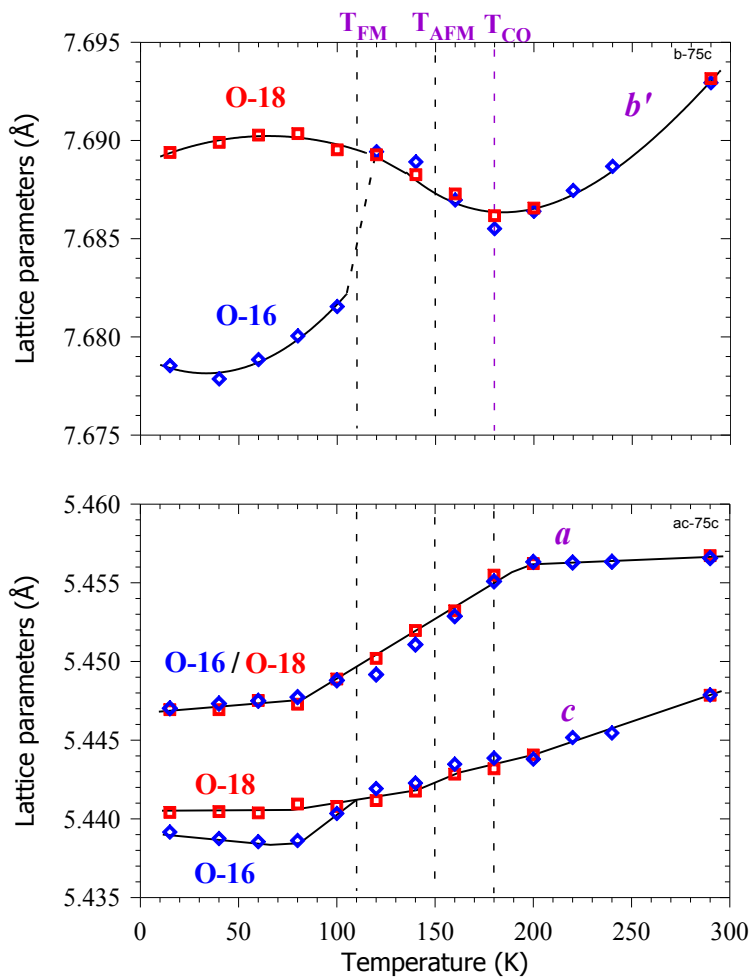 T_FM T_AFM T_CO
7.695
b-75c
O-18
b'
7.690
7.685
O-16
7.680
7.675
Lattice parameters (Å)
5.460
ac-75c
a
5.455
5.450
O-16 / O-18
c
5.445
O-18
5.440
O-16
5.435
Lattice parameters (Å)
0 50 100 150 200 250 300
Temperature (K)